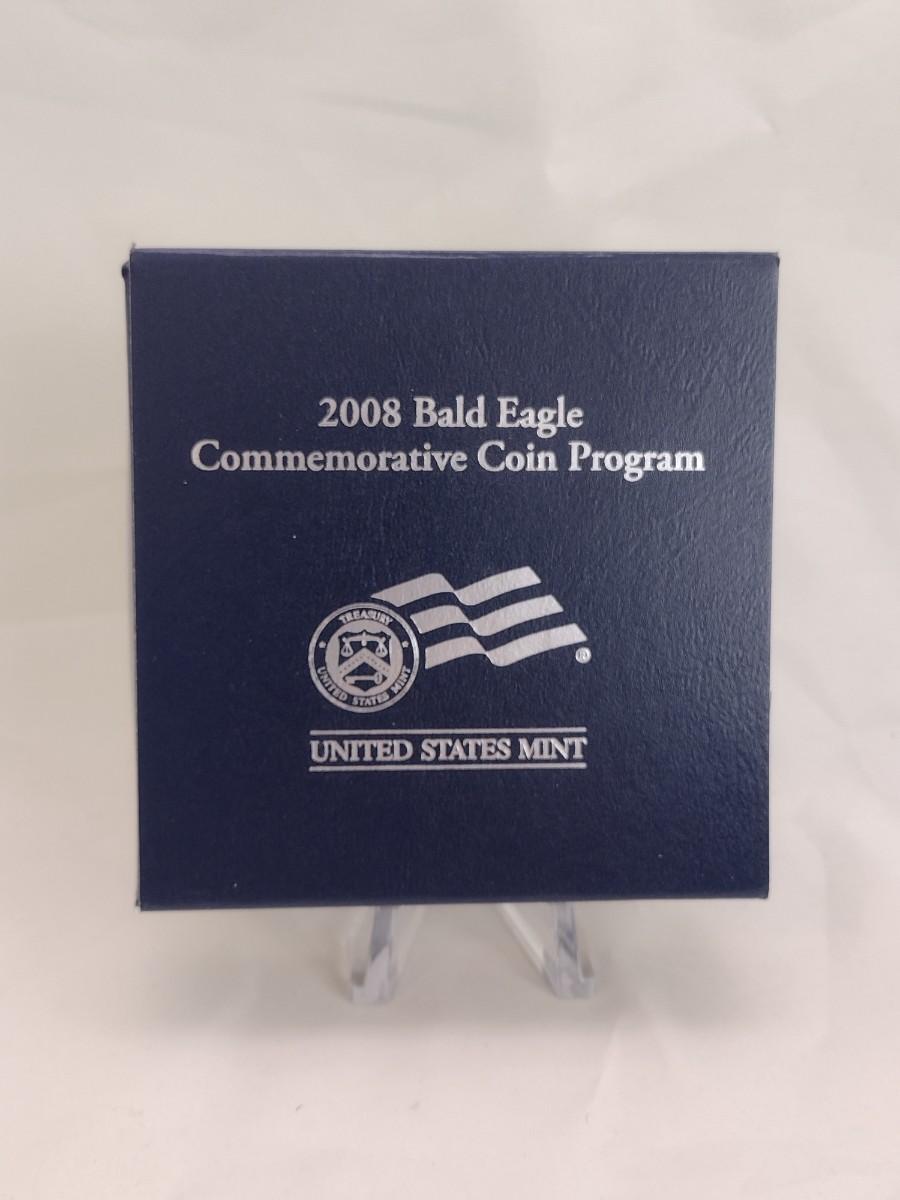 2008 Bald Eagle
Commemorative Coin Program
TREASURY
UNITED STATES MINT
®
UNITED STATES MINT